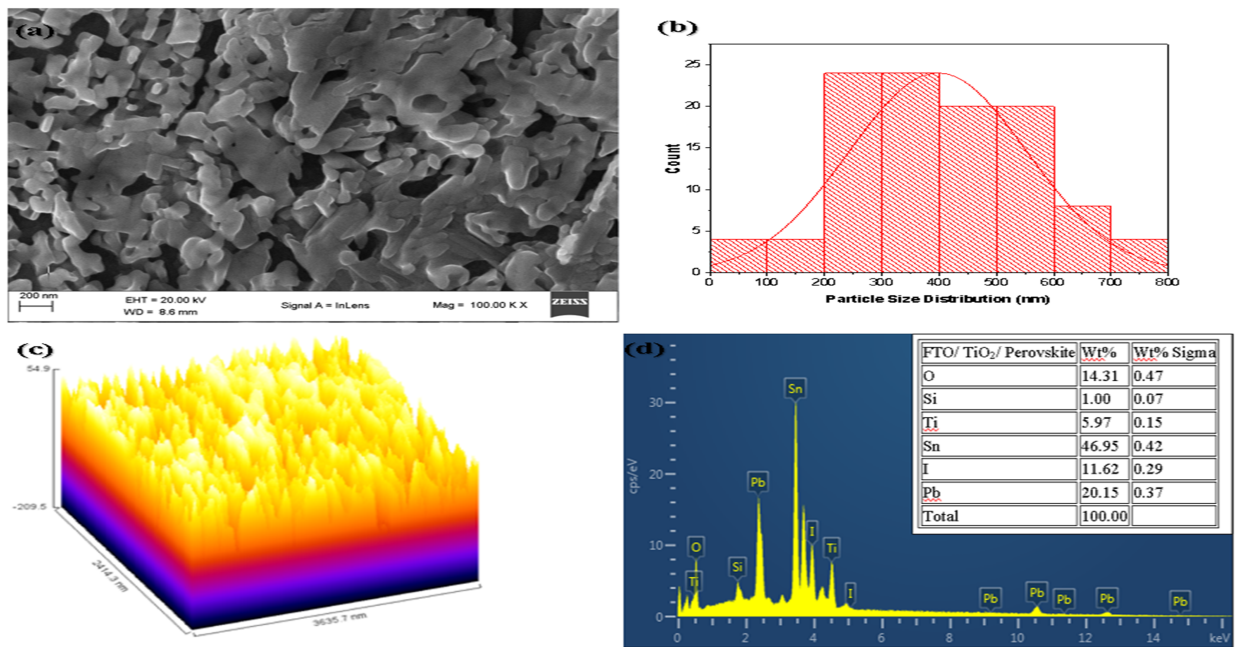 (a)
200 nm
EHT = 20.00 kV
WD = 8.6 mm
Signal A = InLens
Mag = 100.00 K X
ZEISS
(b)
25
20
15
10
5
0
Count
0 100 200 300 400 500 600 700 800
Particle Size Distribution (nm)
(c)
54.9
-209.5
2414.3 nm
3635.7 nm
(d)
FTO/ TiO₂/ Perovskite Wt% Wt% Sigma
O 14.31 0.47
Si 1.00 0.07
Ti 5.97 0.15
Sn 46.95 0.42
I 11.62 0.29
Pb 20.15 0.37
Total 100.00
cps/eV
30
20
10
0
O
Ti
Si
Pb
Sn
I
Ti
I
Pb
Pb
Pb
Pb
Pb
0 2 4 6 8 10 12 14 keV